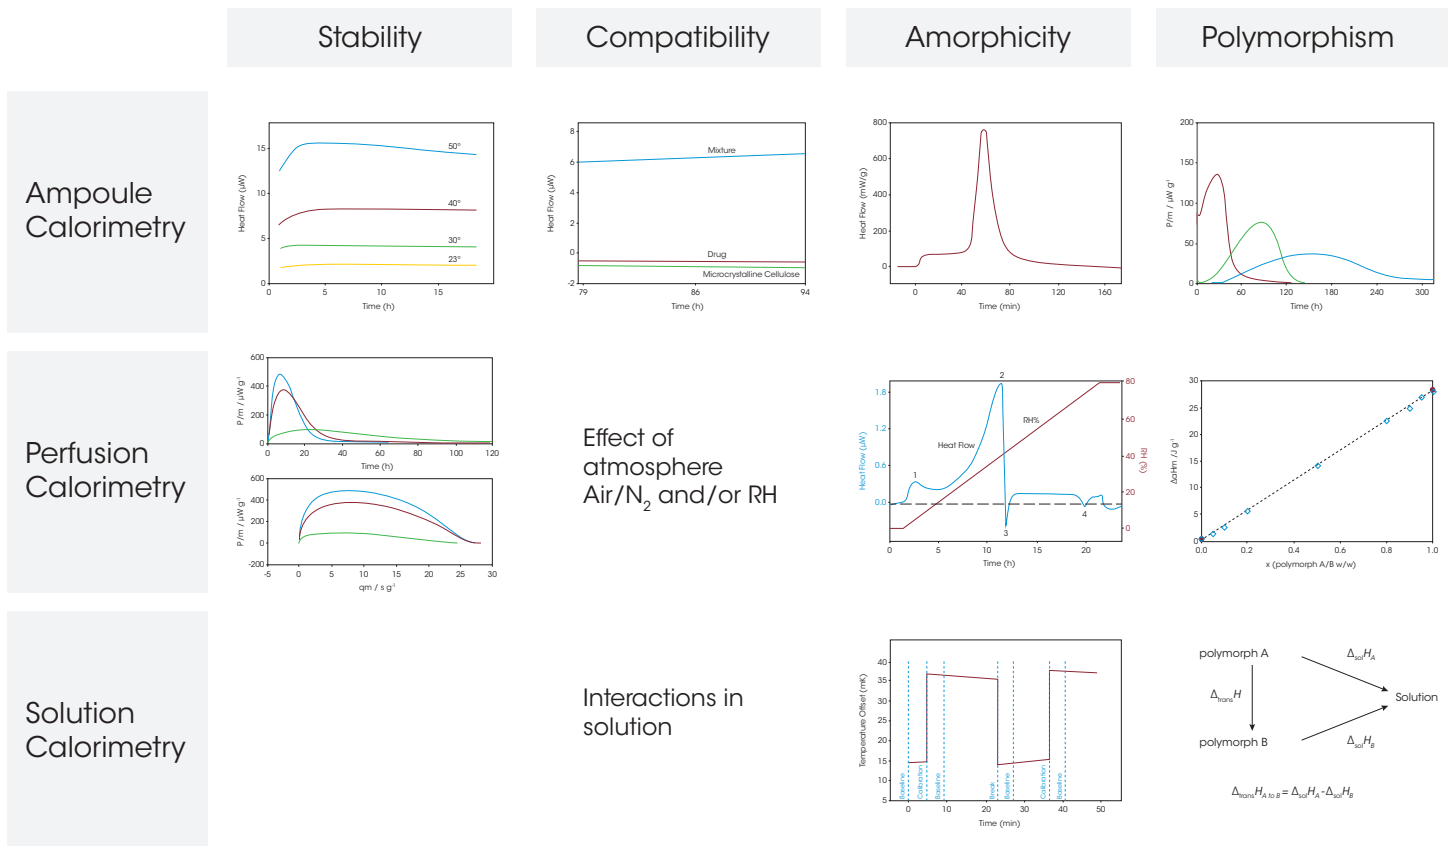 Stability
Compatibility
Amorphicity
Polymorphism
Ampoule
Calorimetry
Heat Flow (µW)
15
10
5
0
50°
40°
30°
23°
0 5 10 15
Time (h)
Heat Flow (µW)
8
6
4
2
0
-2
Mixture
Drug
Microcrystalline Cellulose
79 86 94
Time (h)
Heat Flow (mW/g)
800
600
400
200
0
0 40 80 120 160
Time (min)
P/m / µW g⁻¹
200
150
100
50
0
0 60 120 180 240 300
Time (h)
Perfusion
Calorimetry
P/m / µW g⁻¹
600
400
200
0
0 20 40 60 80 100 120
Time (h)
P/m / µW g⁻¹
600
400
200
0
-200
-5 0 5 10 15 20 25 30
qm / s g⁻¹
Effect of
atmosphere
Air/N₂ and/or RH
Heat Flow (µW)
1.8
1.2
0.6
0.0
1
2
3
4
Heat Flow
RH%
80
60
40
20
0
RH (%)
0 5 10 15 20
Time (h)
ΔaHm /J g⁻¹
30
25
20
15
10
5
0
0.0 0.2 0.4 0.6 0.8 1.0
x (polymorph A/B w/w)
Solution
Calorimetry
Interactions in
solution
Temperature Offset (mK)
40
35
30
25
20
15
10
5
Baseline
Calibration
Baseline
Break
Baseline
Calibration
Baseline
0 10 20 30 40 50
Time (min)
polymorph A
ΔsolHA
ΔtransH
Solution
polymorph B
ΔsolHB
ΔtransHA to B = ΔsolHA - ΔsolHB